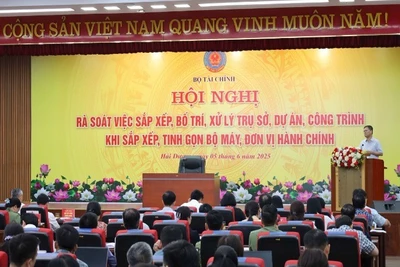 CỘNG SẢN VIỆT NAM QUANG VINH MUÔN NĂM!
BỘ TÀI CHÍNH
HỘI NGHỊ
RÀ SOÁT VIỆC SẮP XẾP, BỐ TRÍ, XỬ LÝ TRỤ SỞ, DỰ ÁN, CÔNG TRÌNH
KHI SẮP XẾP, TINH GỌN BỘ MÁY, ĐƠN VỊ HÀNH CHÍNH
Hải Dương, ngày 05 tháng 6 năm 2025